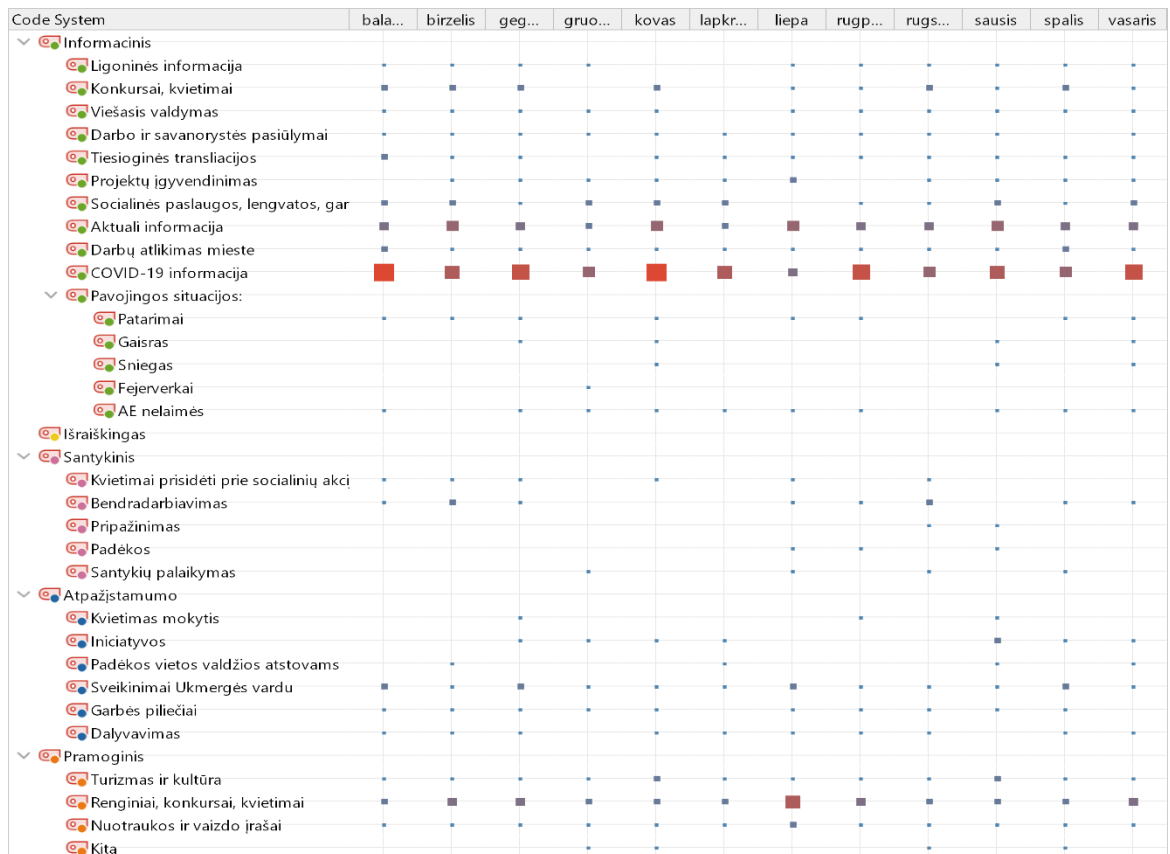 Code System bala... birzelis geg... gruo... kovas lapkr... liepa rugp... rugs... sausis spalis vasaris
Informacinis
Ligoninės informacija
Konkursai, kvietimai
Viešasis valdymas
Darbo ir savanorystės pasiūlymai
Tiesioginės transliacijos
Projektų įgyvendinimas
Socialinės paslaugos, lengvatos, gar
Aktuali informacija
Darbų atlikimas mieste
COVID-19 informacija
Pavojingos situacijos:
Patarimai
Gaisras
Sniegas
Fejerverkai
AE nelaimės
Išraiškingas
Santykinis
Kvietimai prisidėti prie socialinių akcij
Bendradarbiavimas
Pripažinimas
Padėkos
Santykių palaikymas
Atpažįstamumo
Kvietimas mokytis
Iniciatyvos
Padėkos vietos valdžios atstovams
Sveikinimai Ukmergės vardu
Garbės piliečiai
Dalyvavimas
Pramoginis
Turizmas ir kultūra
Renginiai, konkursai, kvietimai
Nuotraukos ir vaizdo įrašai
Kita